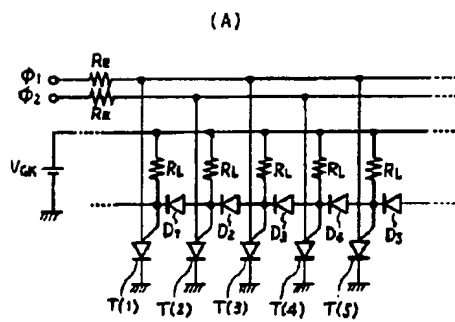 (A)
Φ1 RE
Φ2 RE
VGK RL RL RL RL RL
D1 D2 D3 D4 D5
T(1) T(2) T(3) T(4) T(5)